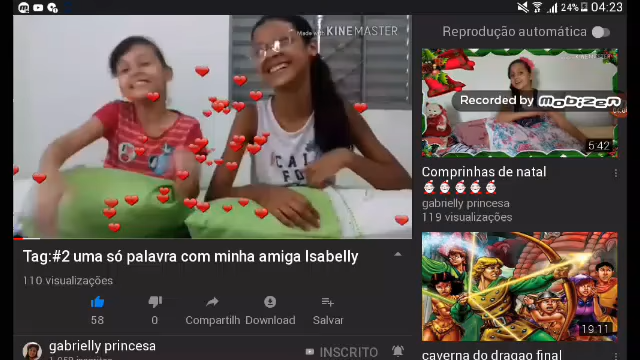 24% 04:23
Made with KINEMASTER
Reprodução automática
Recorded by MOBIZEN
5:42
Tag:#2 uma só palavra com minha amiga Isabelly
110 visualizações
58
0
Compartilh
Download
Salvar
gabrielly princesa
INSCRITO
Comprinhas de natal
gabrielly princesa
119 visualizações
19:11
caverna do dragao final